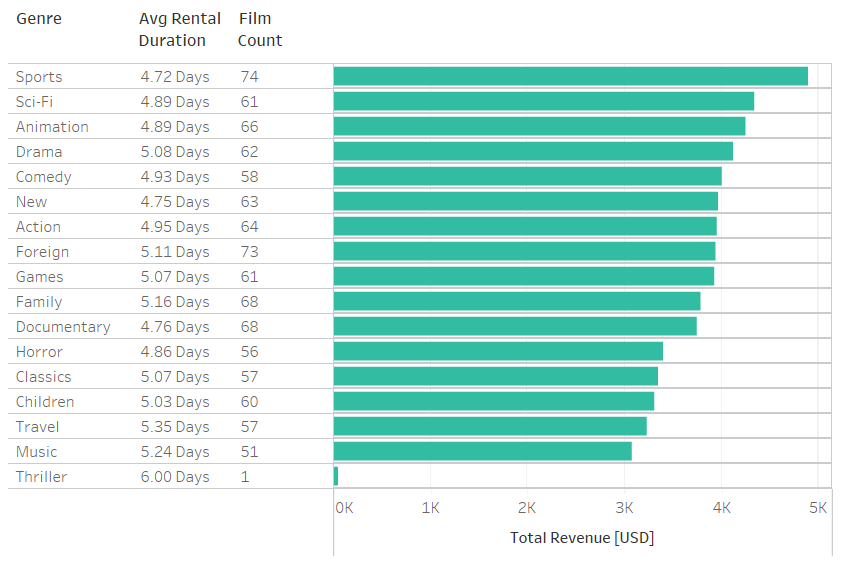 Genre Avg Rental Duration Film Count
Sports 4.72 Days 74
Sci-Fi 4.89 Days 61
Animation 4.89 Days 66
Drama 5.08 Days 62
Comedy 4.93 Days 58
New 4.75 Days 63
Action 4.95 Days 64
Foreign 5.11 Days 73
Games 5.07 Days 61
Family 5.16 Days 68
Documentary 4.76 Days 68
Horror 4.86 Days 56
Classics 5.07 Days 57
Children 5.03 Days 60
Travel 5.35 Days 57
Music 5.24 Days 51
Thriller 6.00 Days 1
0K 1K 2K 3K 4K 5K
Total Revenue [USD]